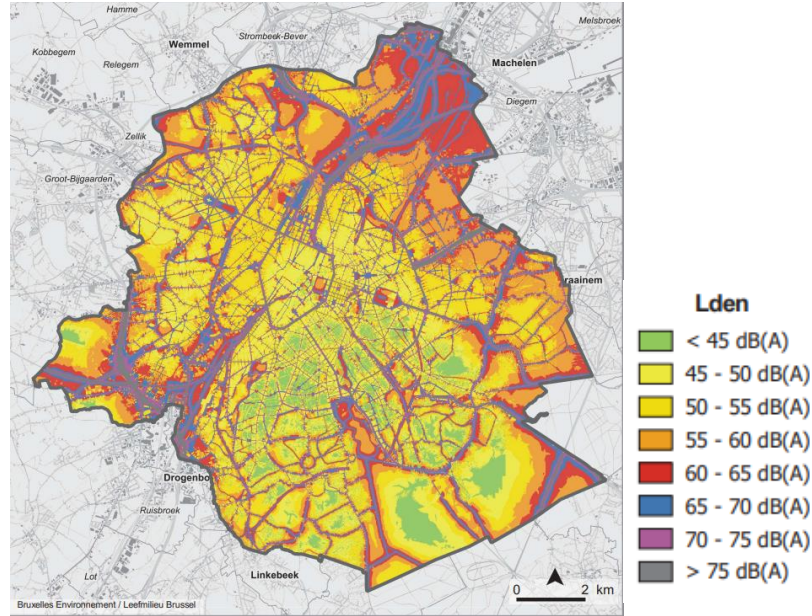 Hamme
Melsbroek
Strombeek-Bever
Wemmel
Kobbegem
Relegem
Machelen
Diegem
Zellik
Groot-Bijgaarden
raainem
Lden
< 45 dB(A)
45 - 50 dB(A)
50 - 55 dB(A)
55 - 60 dB(A)
60 - 65 dB(A)
65 - 70 dB(A)
70 - 75 dB(A)
> 75 dB(A)
Drogenbo
Ruisbroek
Lot
Linkebeek
0 2 km
Bruxelles Environnement / Leefmilieu Brussel